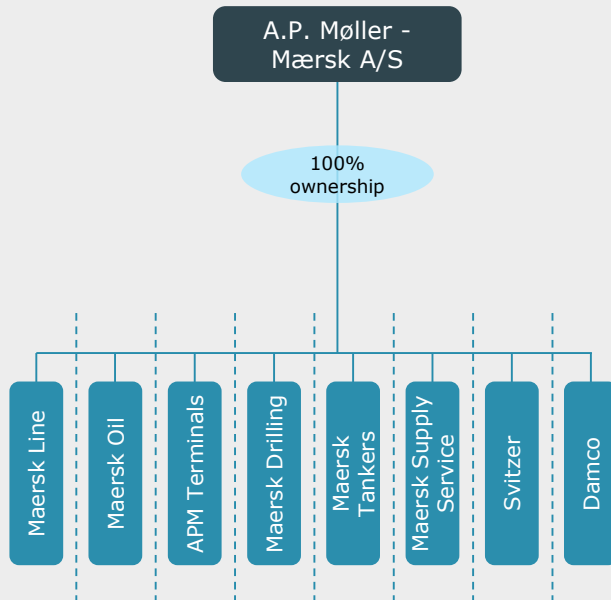 A.P. Møller -
Mærsk A/S
100%
ownership
Maersk Line
Maersk Oil
APM Terminals
Maersk Drilling
Maersk
Tankers
Maersk Supply
Service
Svitzer
Damco